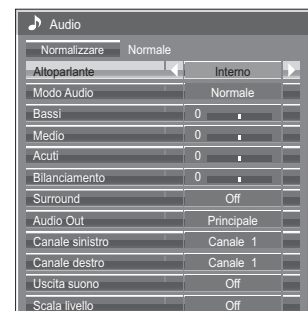 Audio
Normalizzare Normale
Altoparlante Interno
Modo Audio Normale
Bassi 0
Medio 0
Acuti 0
Bilanciamento 0
Surround Off
Audio Out Principale
Canale sinistro Canale 1
Canale destro Canale 1
Uscita suono Off
Scala livello Off